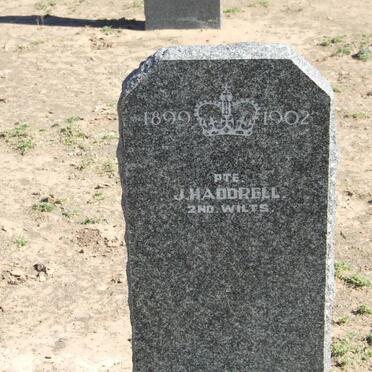 1899 1902
PTE.
J. HADDRELL.
2ND. WILTS.